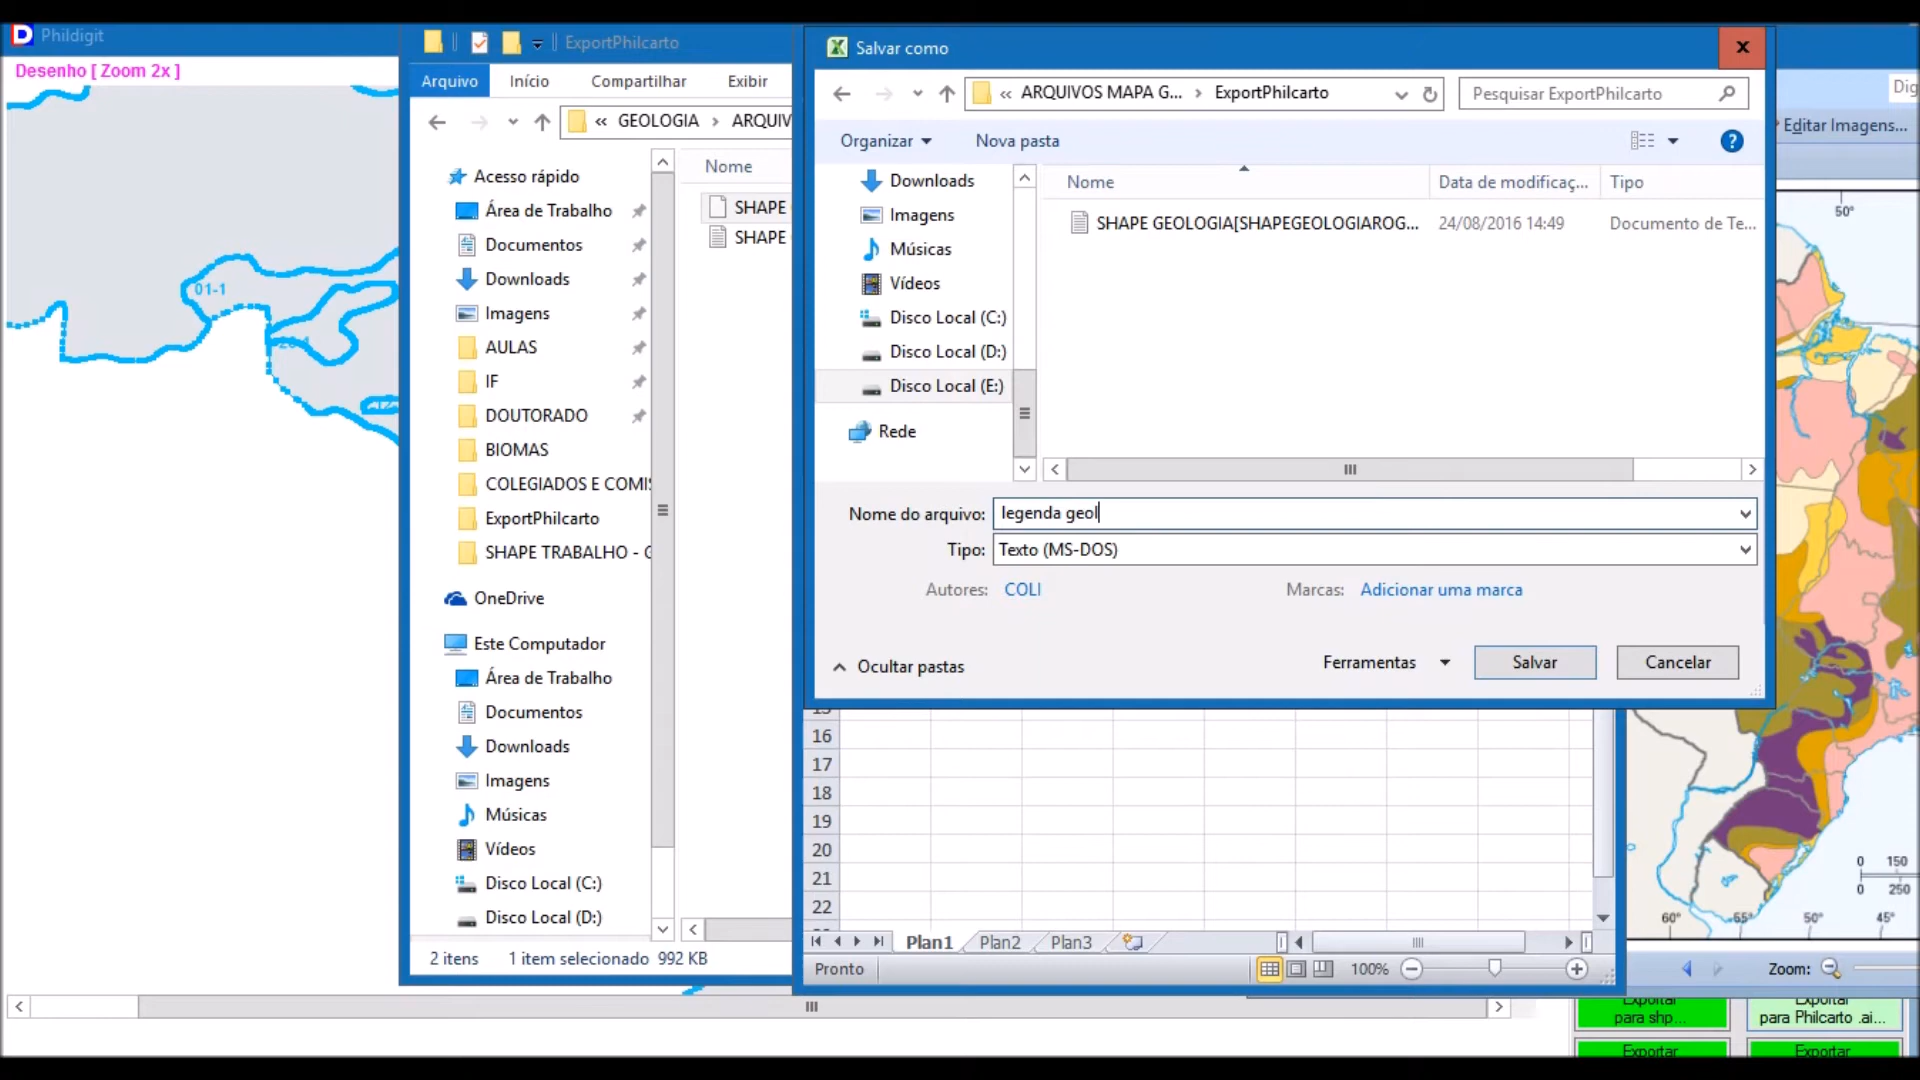 Phildigit
Desenho [ Zoom 2x ]
01-1
ExportPhilcarto
Arquivo
Início
Compartilhar
Exibir
« GEOLOGIA › ARQUIV
Acesso rápido
Área de Trabalho
Documentos
Downloads
Imagens
AULAS
IF
DOUTORADO
BIOMAS
COLEGIADOS E COMIS
ExportPhilcarto
SHAPE TRABALHO - G
OneDrive
Este Computador
Área de Trabalho
Documentos
Downloads
Imagens
Músicas
Vídeos
Disco Local (C:)
Disco Local (D:)
Nome
SHAPE
SHAPE
2 itens
1 item selecionado 992 KB
Salvar como
« ARQUIVOS MAPA G... › ExportPhilcarto
Pesquisar ExportPhilcarto
Organizar
Nova pasta
Downloads
Imagens
Músicas
Vídeos
Disco Local (C:)
Disco Local (D:)
Disco Local (E:)
Rede
Nome
Data de modificaç...
Tipo
SHAPE GEOLOGIA[SHAPEGEOLOGIAROG...
24/08/2016 14:49
Documento de Te...
Nome do arquivo: legenda geol
Tipo: Texto (MS-DOS)
Autores: COLI
Marcas: Adicionar uma marca
Ocultar pastas
Ferramentas
Salvar
Cancelar
15
16
17
18
19
20
21
22
Plan1
Plan2
Plan3
Pronto
100%
Dig
Editar Imagens...
50°
0 150
0 250
60°
55°
50°
45°
Zoom:
Exportar
para shp...
Exportar
para Philcarto .ai...
Exportar
Exportar